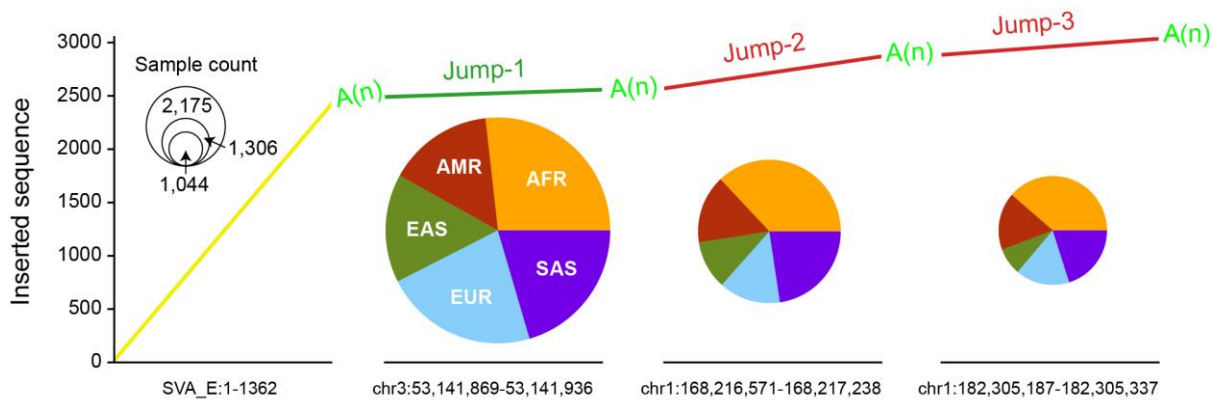 Jump-1
Jump-2
Jump-3
A(n)
A(n)
A(n)
A(n)
Inserted sequence
3000
2500
2000
1500
1000
500
0
Sample count
2,175
1,306
1,044
AMR
AFR
EAS
SAS
EUR
SVA_E:1-1362
chr3:53,141,869-53,141,936
chr1:168,216,571-168,217,238
chr1:182,305,187-182,305,337